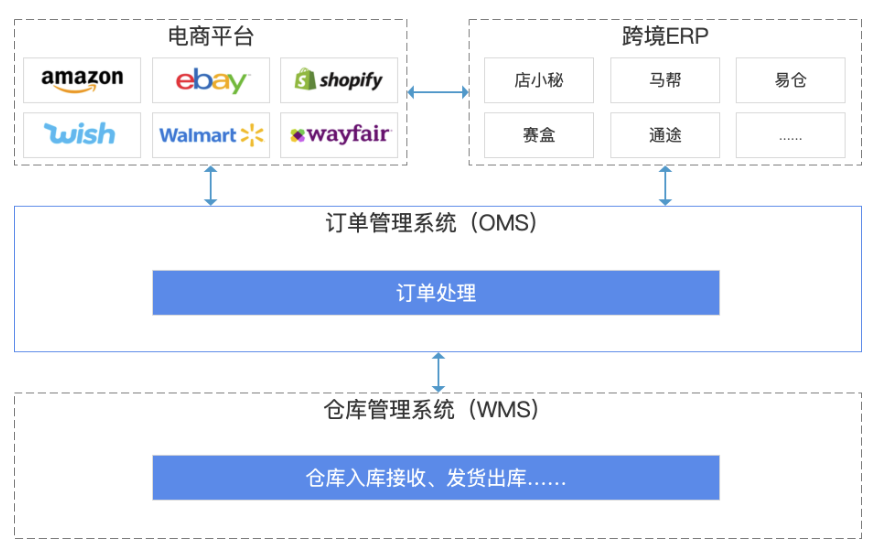 电商平台
amazon
ebay
shopify
wish
Walmart
wayfair
跨境ERP
店小秘
马帮
易仓
赛盒
通途
......
订单管理系统（OMS）
订单处理
仓库管理系统（WMS）
仓库入库接收、发货出库......